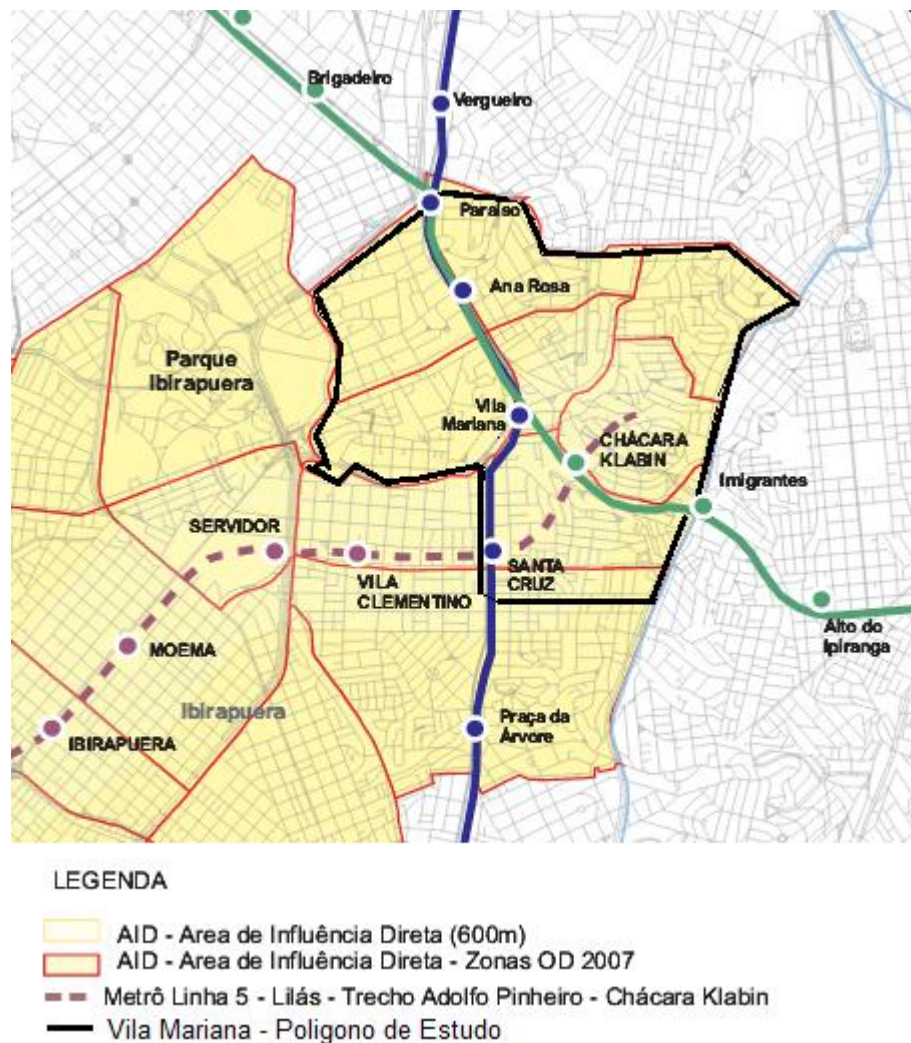 Brigadeiro
Vergueiro
Paraíso
Ana Rosa
Parque
Ibirapuera
Vila
Mariana
CHÁCARA
KLABIN
Imigrantes
SERVIDOR
SANTA
CRUZ
VILA
CLEMENTINO
Alto do
Ipiranga
MOEMA
Ibirapuera
Praça da
Árvore
IBIRAPUERA
LEGENDA
AID - Area de Influência Direta (600m)
AID - Area de Influência Direta - Zonas OD 2007
Metrô Linha 5 - Lilás - Trecho Adolfo Pinheiro - Chácara Klabin
Vila Mariana - Poligono de Estudo